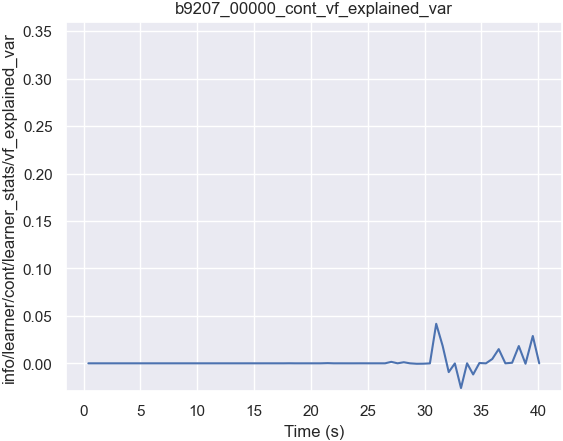 b9207_00000_cont_vf_explained_var
info/learner/cont/learner_stats/vf_explained_var
0.35
0.30
0.25
0.20
0.15
0.10
0.05
0.00
0 5 10 15 20 25 30 35 40
Time (s)